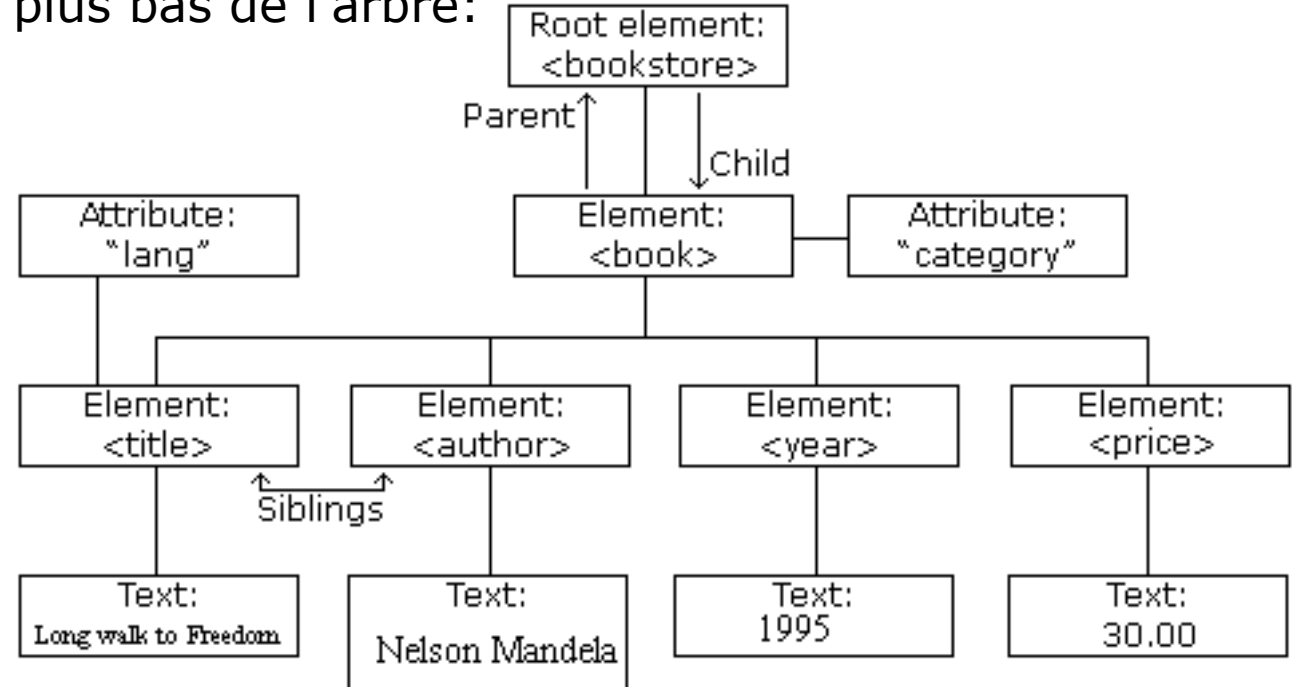 plus bas de l'arbre:
Root element:
<bookstore>
Parent
Child
Attribute:
“lang”
Element:
<book>
Attribute:
“category”
Element:
<title>
Element:
<author>
Element:
<year>
Element:
<price>
Siblings
Text:
Long walk to Freedom
Text:
Nelson Mandela
Text:
1995
Text:
30.00